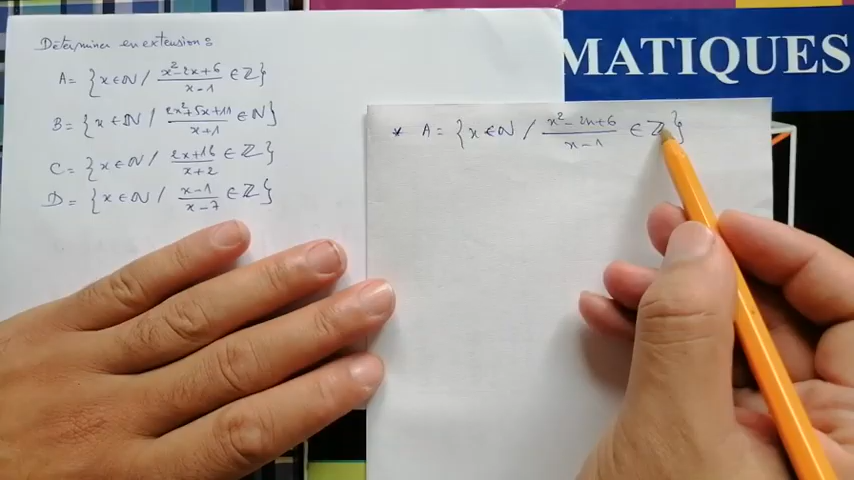 Déterminer en extension :
A = {x ∈ ℕ / (x² - 2x + 6)/(x - 1) ∈ ℤ}
B = {x ∈ ℕ / (2x² + 5x + 11)/(x + 1) ∈ ℕ}
C = {x ∈ ℕ / (2x + 16)/(x + 2) ∈ ℤ}
D = {x ∈ ℕ / (x - 1)/(x - 7) ∈ ℤ}
MATIQUES
* A = {x ∈ ℕ / (x² - 2x + 6)/(x - 1) ∈ ℤ}